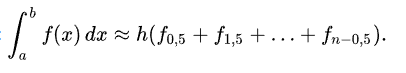 ∫_a^b f(x) dx ≈ h(f_{0,5} + f_{1,5} + … + f_{n−0,5}).